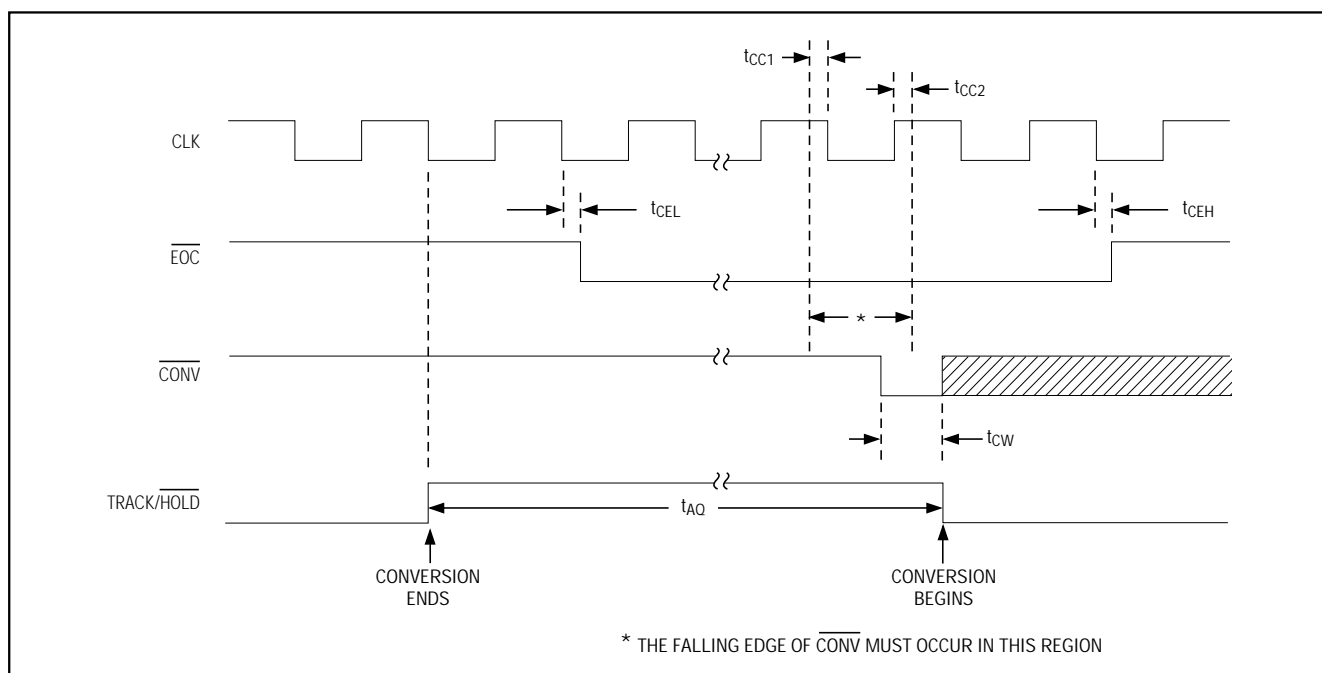 tCC1
tCC2
CLK
tCEL
tCEH
EOC
*
CONV
tCW
TRACK/HOLD
tAQ
CONVERSION
ENDS
CONVERSION
BEGINS
* THE FALLING EDGE OF CONV MUST OCCUR IN THIS REGION